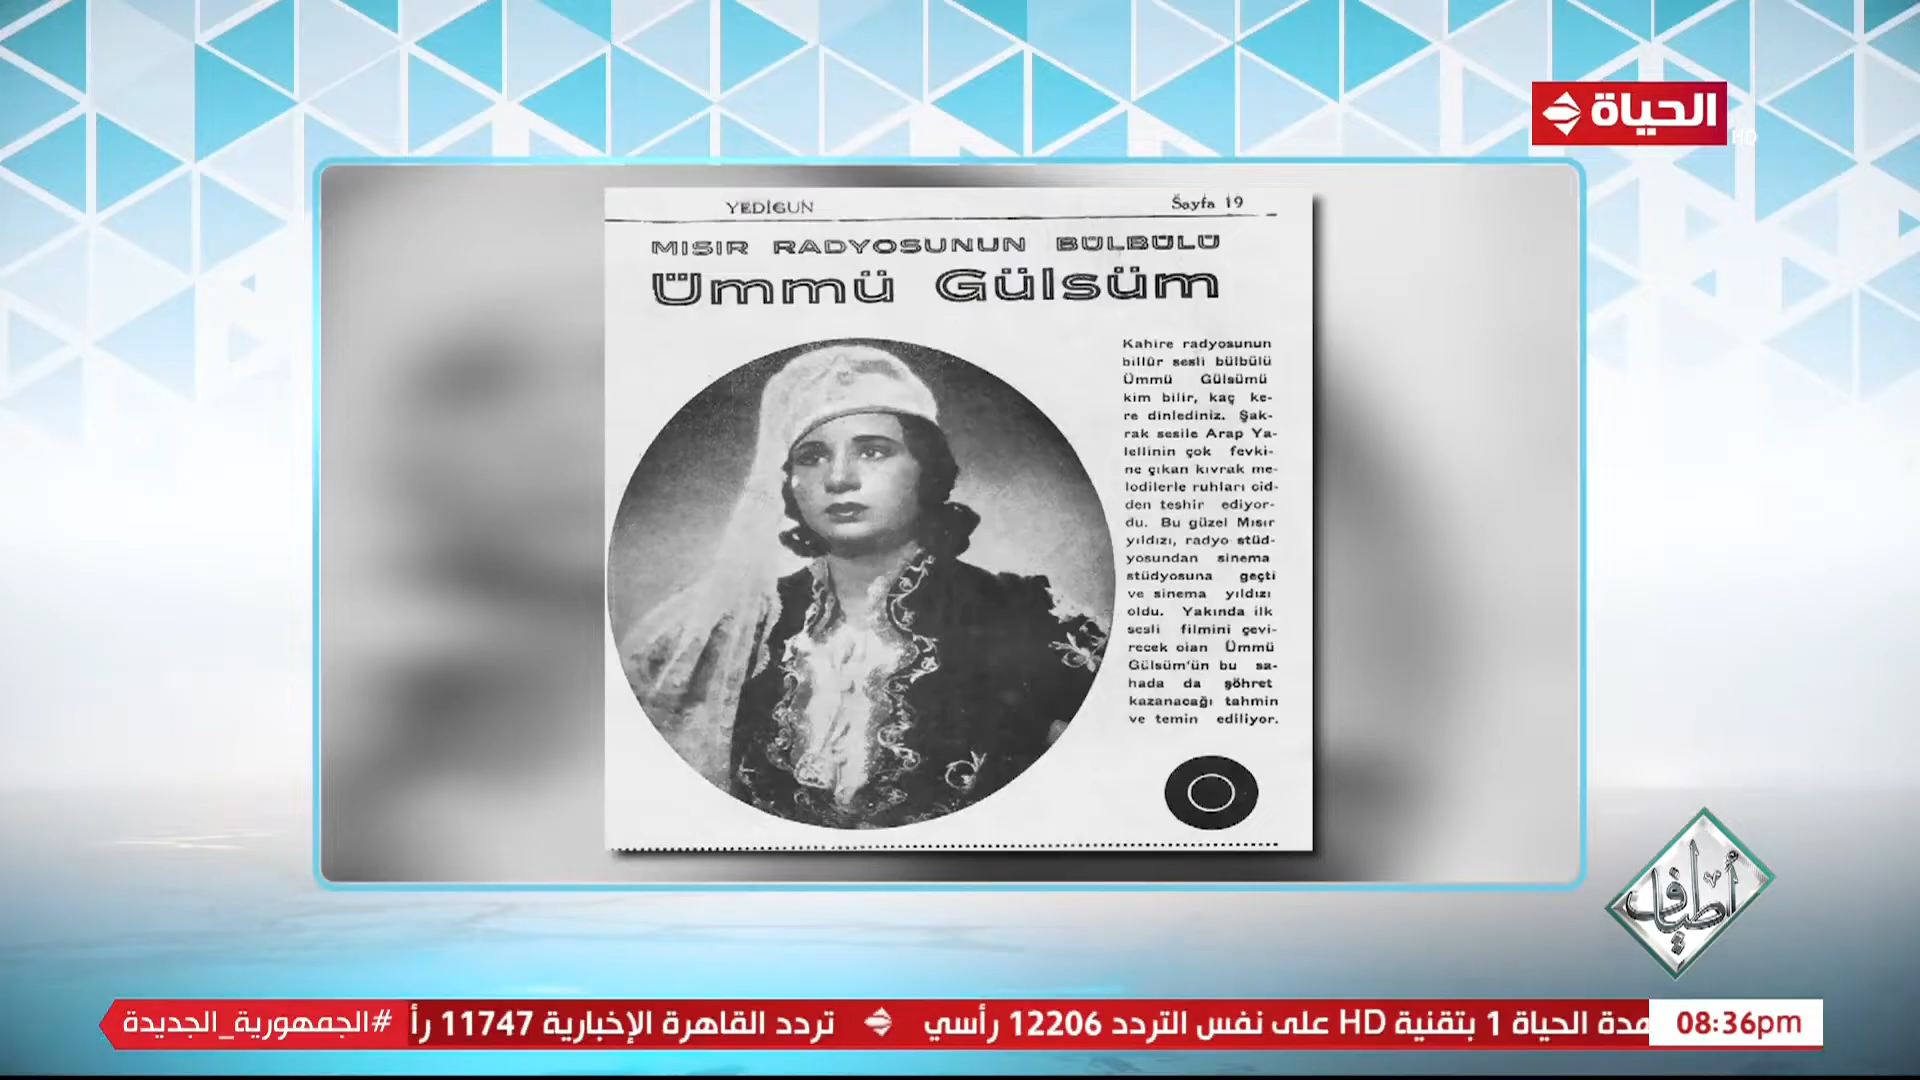 الحياة
HD
YEDİGUN
Sayfa 19
MISIR RADYOSUNUN BÜLBÜLÜ
Ümmü Gülsüm
Kahire radyosunun
billûr sesli bülbülü
Ümmü Gülsümü
kim bilir, kaç ke-
re dinlediniz. Şak-
rak sesile Arap Ya-
lellinin çok fevki-
ne çıkan kıvrak me-
lodilerle ruhları cid-
den teshir ediyor-
du. Bu güzel Mısır
yıldızı, radyo stüd-
yosundan sinema
stüdyosuna geçti
ve sinema yıldızı
oldu. Yakında ilk
sesli filmini çevi-
recek olan Ümmü
Gülsüm'ün bu sa-
hada da şöhret
kazanacağı tahmin
ve temin ediliyor.
أطياف
مدة الحياة 1 بتقنية HD على نفس التردد 12206 رأسي تردد القاهرة الإخبارية 11747 رأ
#الجمهورية_الجديدة
08:36pm